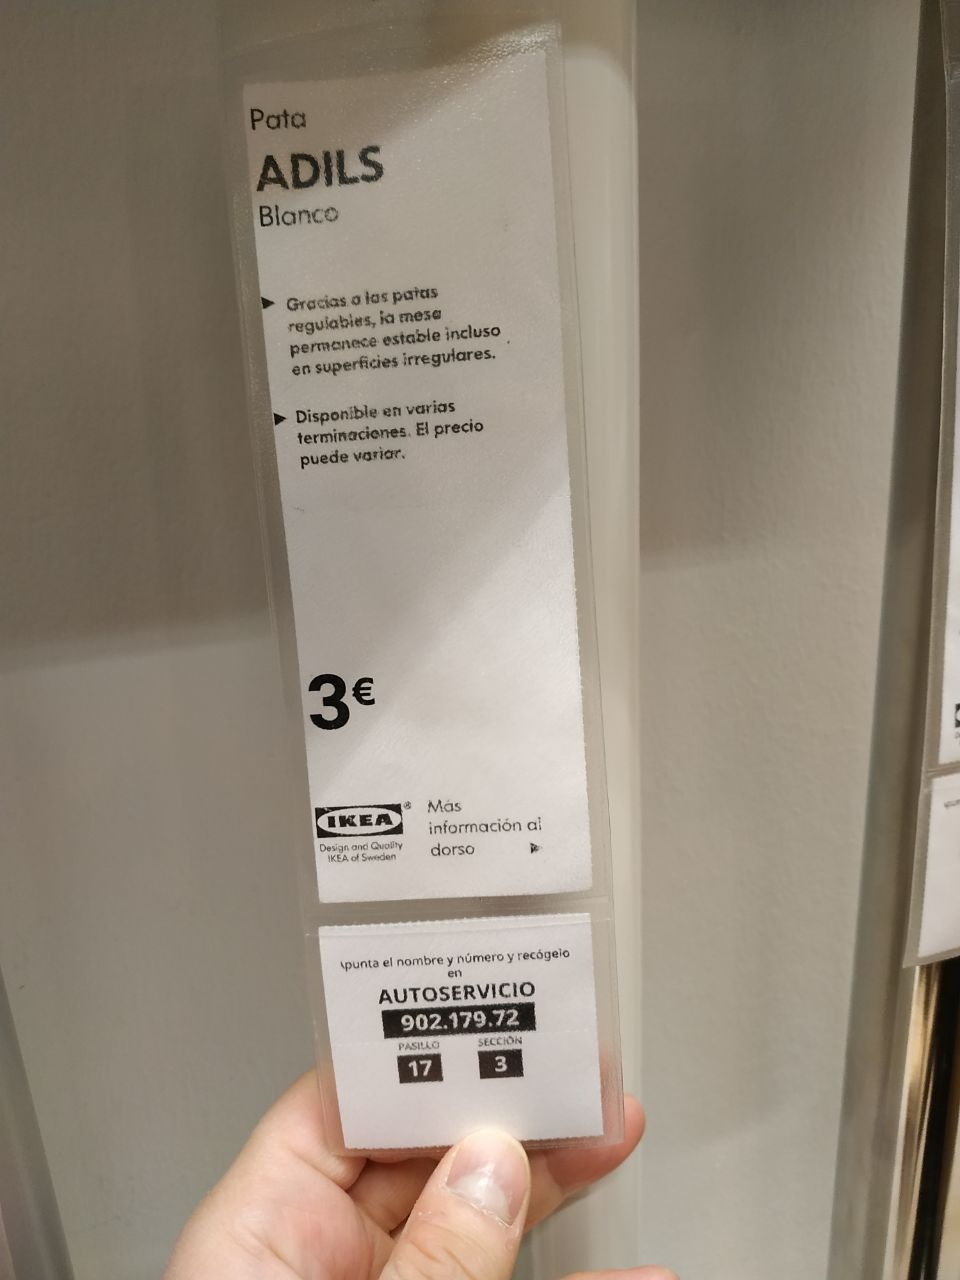 Pata
ADILS
Blanco
▶ Gracias a las patas
regulables, la mesa
permanece estable incluso
en superficies irregulares.
▶ Disponible en varias
terminaciones. El precio
puede variar.
3€
IKEA®
Design and Quality
IKEA of Sweden
Más
información al
dorso ▶
punta el nombre y número y recógelo
en
AUTOSERVICIO
902.179.72
PASILLO SECCIÓN
17 3